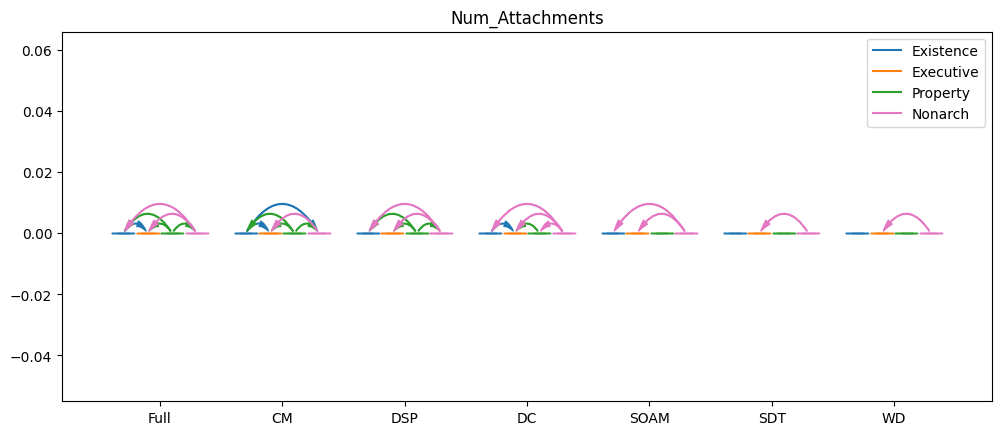 Num_Attachments
0.06
0.04
0.02
0.00
−0.02
−0.04
Existence
Executive
Property
Nonarch
Full CM DSP DC SOAM SDT WD